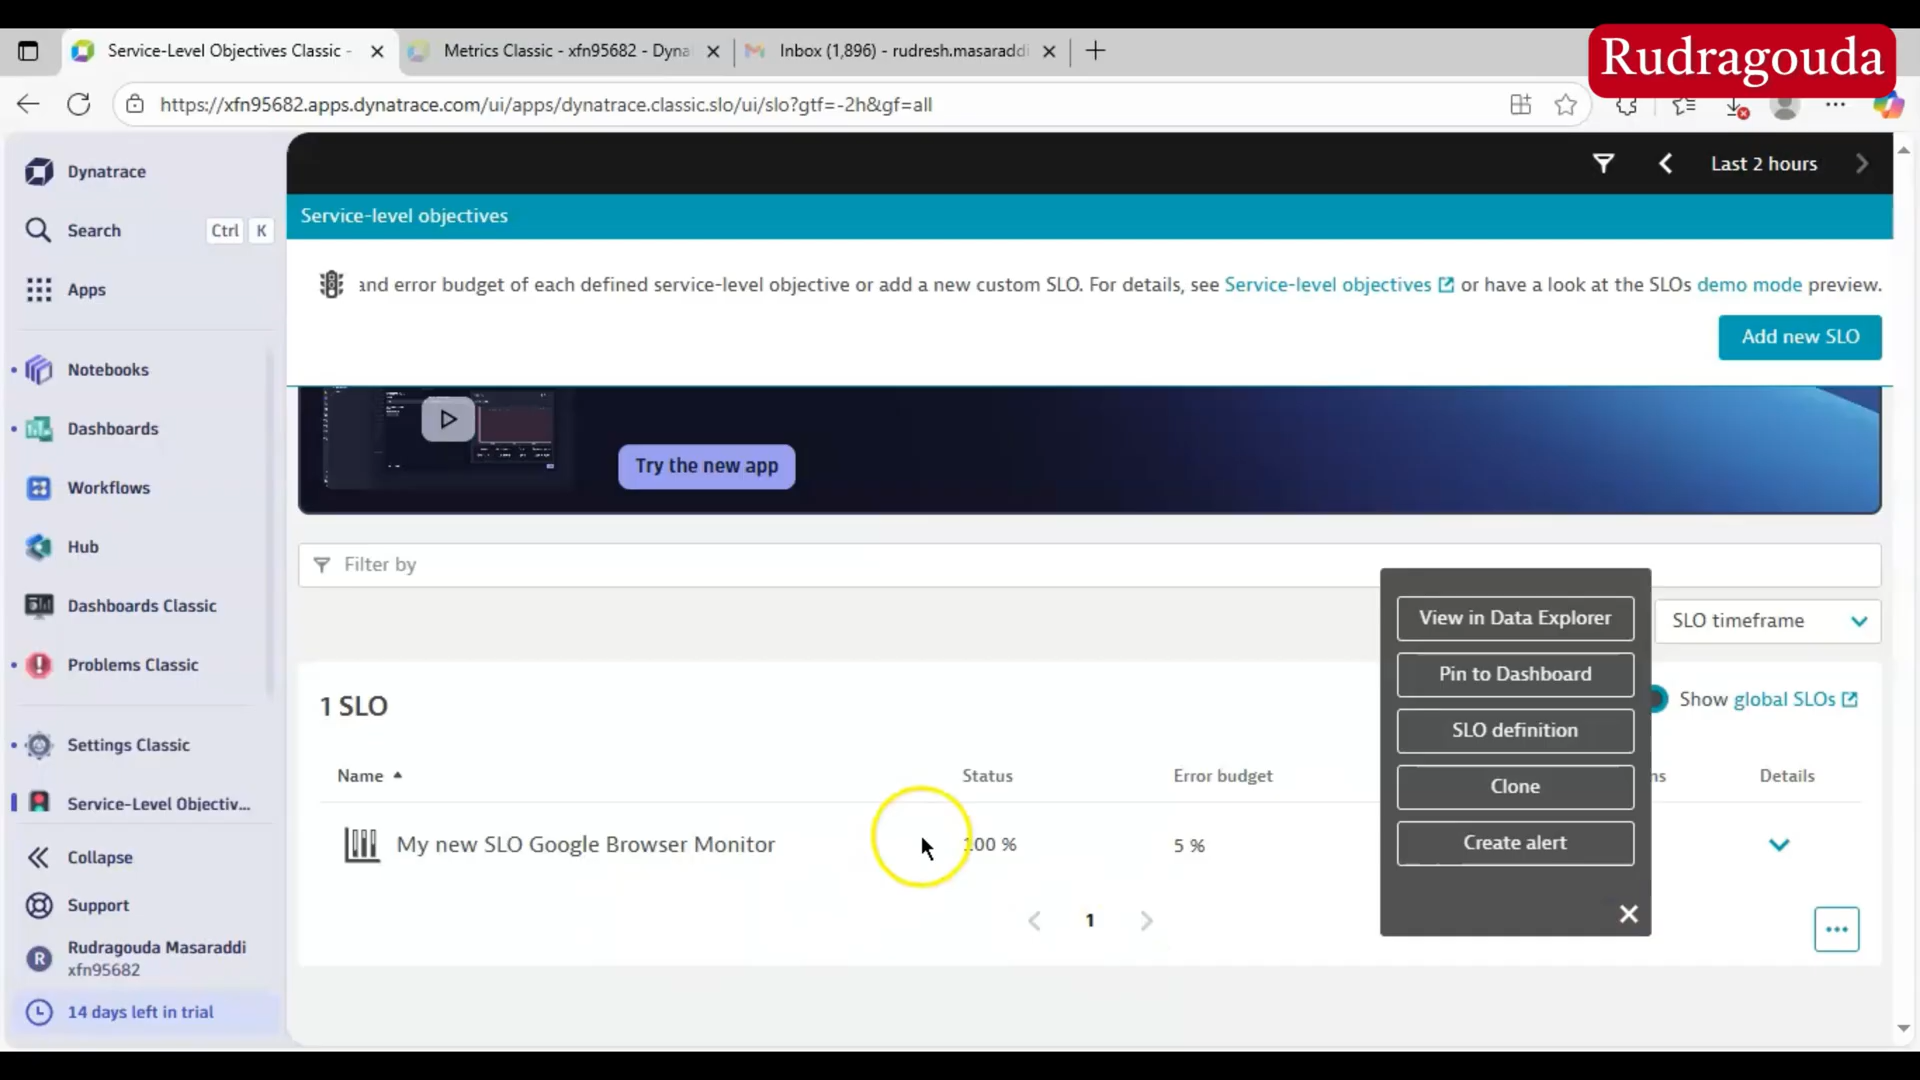 Rudragouda
Service-Level Objectives Classic -
Metrics Classic - xfn95682 - Dyna
Inbox (1,896) - rudresh.masaraddi
https://xfn95682.apps.dynatrace.com/ui/apps/dynatrace.classic.slo/ui/slo?gtf=-2h&gf=all
Dynatrace
Search Ctrl K
Apps
Notebooks
Dashboards
Workflows
Hub
Dashboards Classic
Problems Classic
Settings Classic
Service-Level Objectiv...
Collapse
Support
R
Rudragouda Masaraddi
xfn95682
14 days left in trial
Last 2 hours
Service-level objectives
and error budget of each defined service-level objective or add a new custom SLO. For details, see Service-level objectives or have a look at the SLOs demo mode preview.
Add new SLO
Try the new app
Filter by
SLO timeframe
1 SLO
Show global SLOs
Name Status Error budget ns Details
My new SLO Google Browser Monitor 100 % 5 %
1
...
View in Data Explorer
Pin to Dashboard
SLO definition
Clone
Create alert